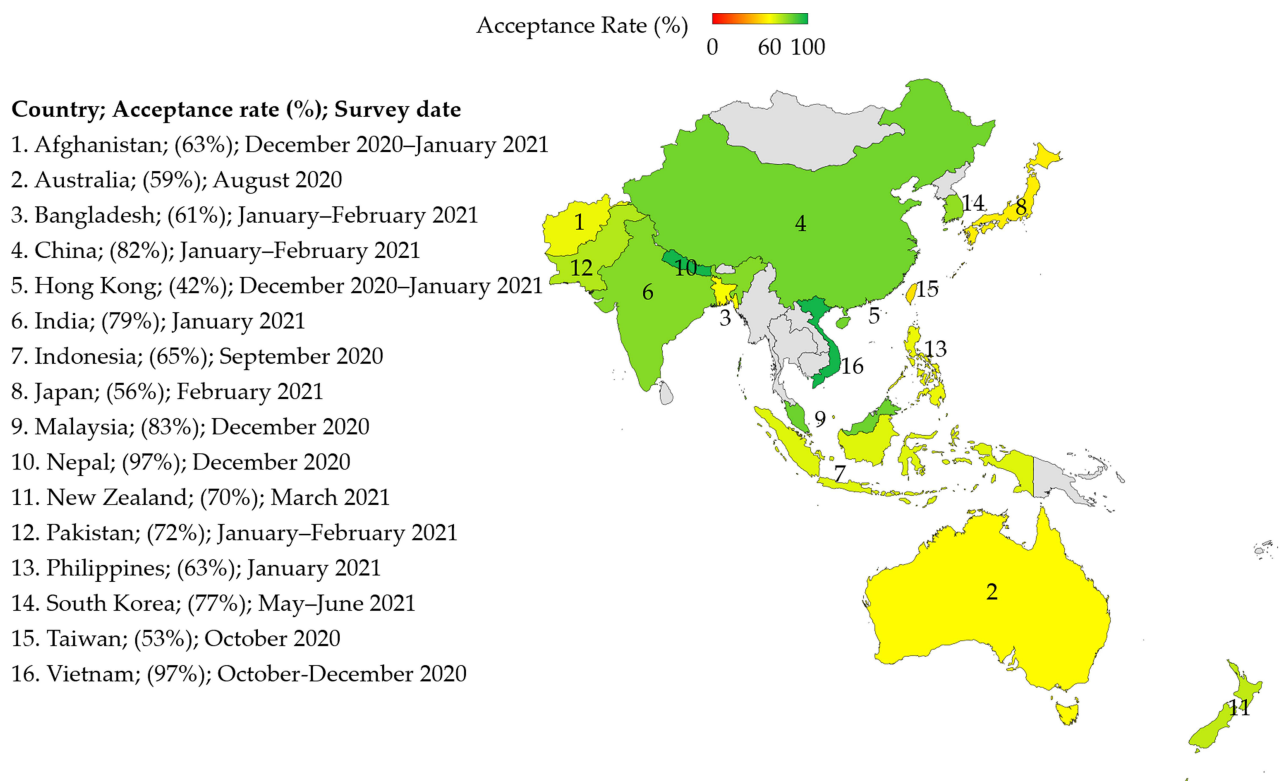 Acceptance Rate (%)
0 60 100
Country; Acceptance rate (%); Survey date
1. Afghanistan; (63%); December 2020–January 2021
2. Australia; (59%); August 2020
3. Bangladesh; (61%); January–February 2021
4. China; (82%); January–February 2021
5. Hong Kong; (42%); December 2020–January 2021
6. India; (79%); January 2021
7. Indonesia; (65%); September 2020
8. Japan; (56%); February 2021
9. Malaysia; (83%); December 2020
10. Nepal; (97%); December 2020
11. New Zealand; (70%); March 2021
12. Pakistan; (72%); January–February 2021
13. Philippines; (63%); January 2021
14. South Korea; (77%); May–June 2021
15. Taiwan; (53%); October 2020
16. Vietnam; (97%); October-December 2020
14
8
1
4
12
10
6
15
3
5
13
16
9
7
2
11